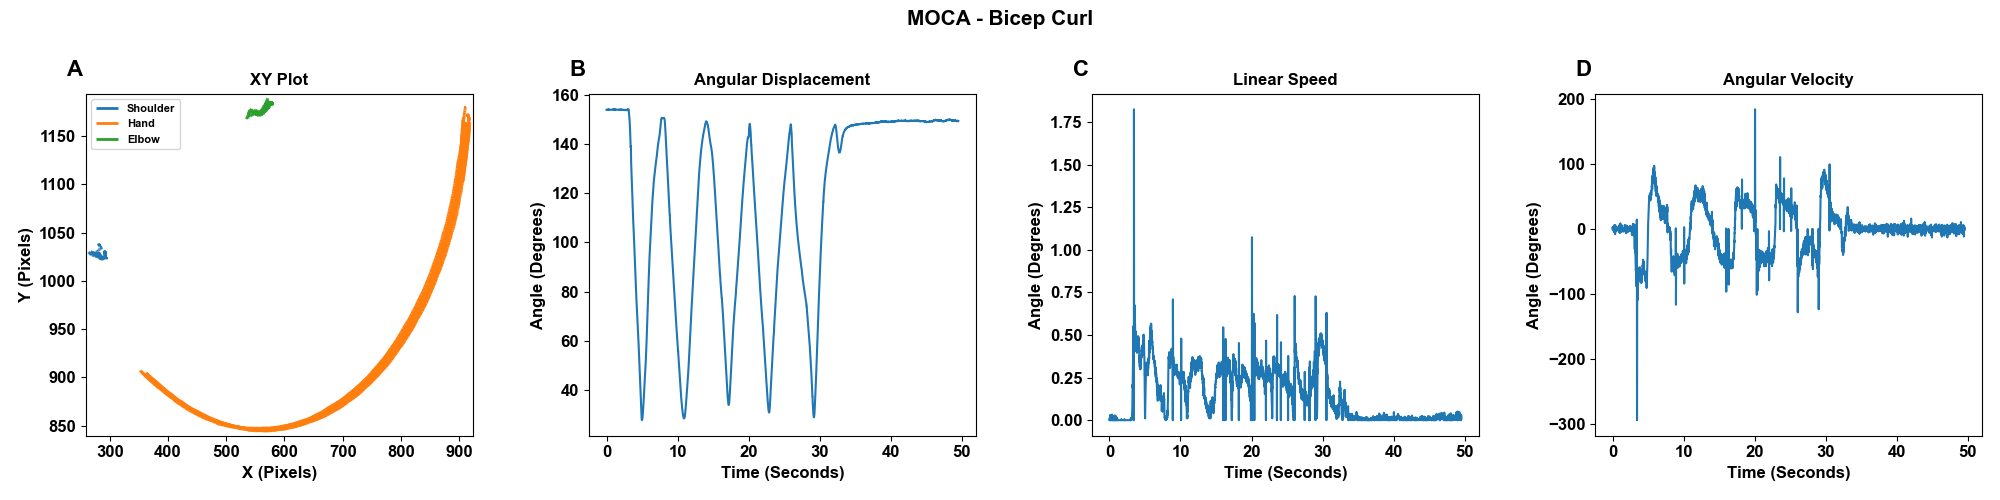 MOCA - Bicep Curl
A
XY Plot
Shoulder
Hand
Elbow
Y (Pixels)
1150
1100
1050
1000
950
900
850
300 400 500 600 700 800 900
X (Pixels)
B
Angular Displacement
Angle (Degrees)
160
140
120
100
80
60
40
0 10 20 30 40 50
Time (Seconds)
C
Linear Speed
Angle (Degrees)
1.75
1.50
1.25
1.00
0.75
0.50
0.25
0.00
0 10 20 30 40 50
Time (Seconds)
D
Angular Velocity
Angle (Degrees)
200
100
0
−100
−200
−300
0 10 20 30 40 50
Time (Seconds)